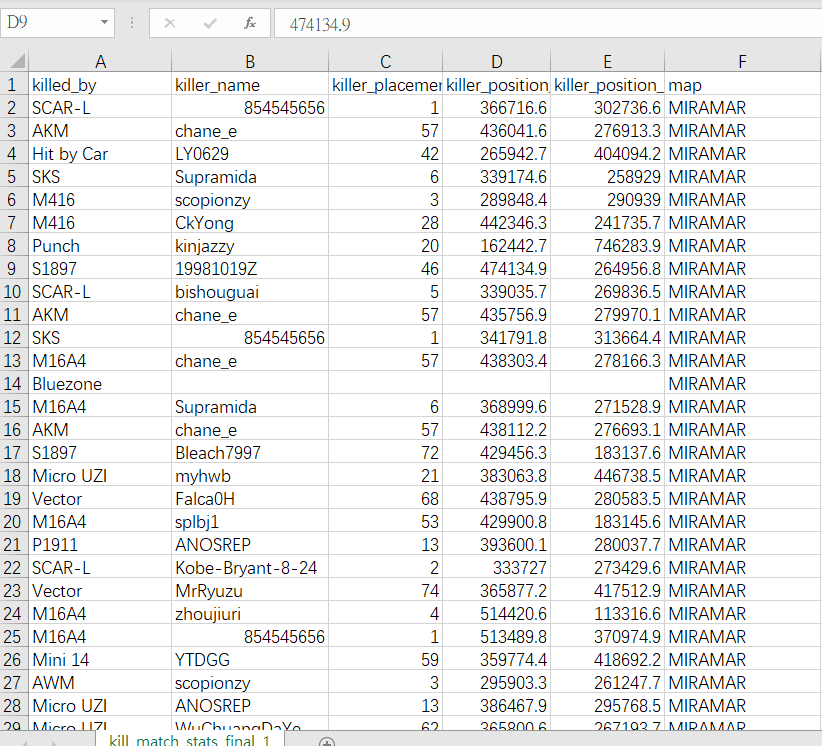 D9 fx 474134.9
A B C D E F
1 killed_by killer_name killer_placemer killer_position_ killer_position_ map
2 SCAR-L 854545656 1 366716.6 302736.6 MIRAMAR
3 AKM chane_e 57 436041.6 276913.3 MIRAMAR
4 Hit by Car LY0629 42 265942.7 404094.2 MIRAMAR
5 SKS Supramida 6 339174.6 258929 MIRAMAR
6 M416 scopionzy 3 289848.4 290939 MIRAMAR
7 M416 CkYong 28 442346.3 241735.7 MIRAMAR
8 Punch kinjazzy 20 162442.7 746283.9 MIRAMAR
9 S1897 19981019Z 46 474134.9 264956.8 MIRAMAR
10 SCAR-L bishouguai 5 339035.7 269836.5 MIRAMAR
11 AKM chane_e 57 435756.9 279970.1 MIRAMAR
12 SKS 854545656 1 341791.8 313664.4 MIRAMAR
13 M16A4 chane_e 57 438303.4 278166.3 MIRAMAR
14 Bluezone MIRAMAR
15 M16A4 Supramida 6 368999.6 271528.9 MIRAMAR
16 AKM chane_e 57 438112.2 276693.1 MIRAMAR
17 S1897 Bleach7997 72 429456.3 183137.6 MIRAMAR
18 Micro UZI myhwb 21 383063.8 446738.5 MIRAMAR
19 Vector Falca0H 68 438795.9 280583.5 MIRAMAR
20 M16A4 splbj1 53 429900.8 183145.6 MIRAMAR
21 P1911 ANOSREP 13 393600.1 280037.7 MIRAMAR
22 SCAR-L Kobe-Bryant-8-24 2 333727 273429.6 MIRAMAR
23 Vector MrRyuzu 74 365877.2 417512.9 MIRAMAR
24 M16A4 zhoujiuri 4 514420.6 113316.6 MIRAMAR
25 M16A4 854545656 1 513489.8 370974.9 MIRAMAR
26 Mini 14 YTDGG 59 359774.4 418692.2 MIRAMAR
27 AWM scopionzy 3 295903.3 261247.7 MIRAMAR
28 Micro UZI ANOSREP 13 386467.9 295768.5 MIRAMAR
29 Micro UZI WuChuangDaYe 62 365800.6 267193.7 MIRAMAR
kill_match_stats_final_1